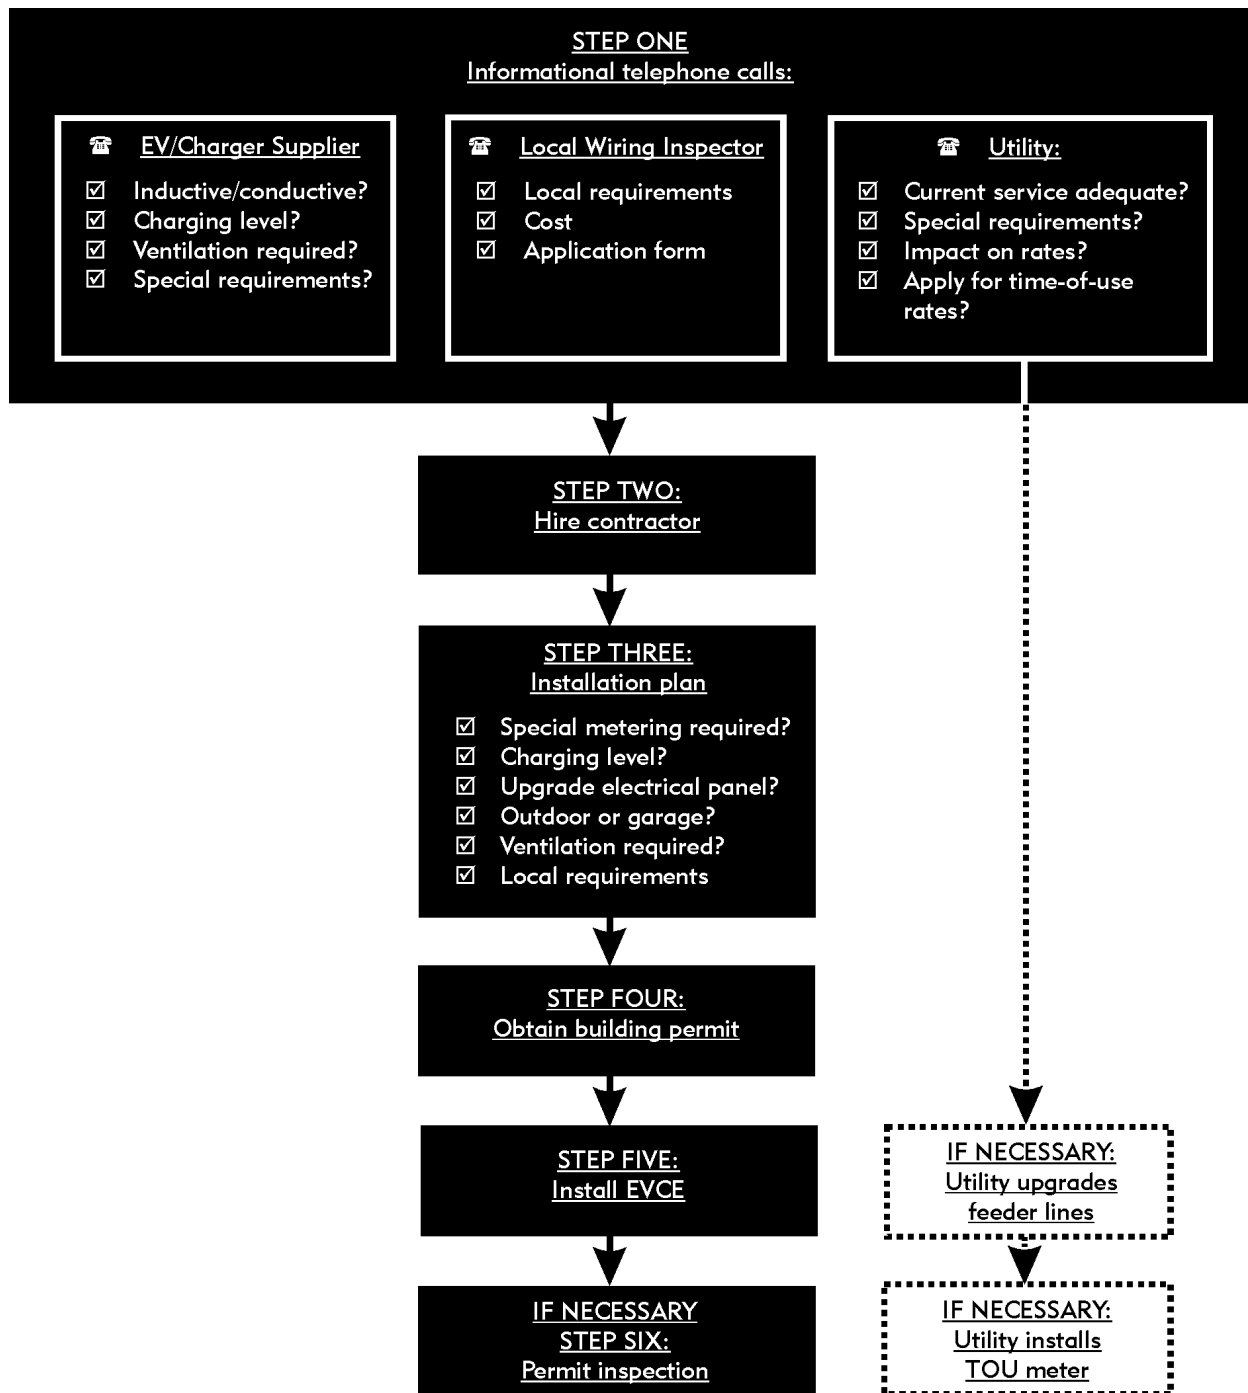 STEP ONE
Informational telephone calls:
☎ EV/Charger Supplier
☑ Inductive/conductive?
☑ Charging level?
☑ Ventilation required?
☑ Special requirements?
☎ Local Wiring Inspector
☑ Local requirements
☑ Cost
☑ Application form
☎ Utility:
☑ Current service adequate?
☑ Special requirements?
☑ Impact on rates?
☑ Apply for time-of-use
rates?
STEP TWO:
Hire contractor
STEP THREE:
Installation plan
☑ Special metering required?
☑ Charging level?
☑ Upgrade electrical panel?
☑ Outdoor or garage?
☑ Ventilation required?
☑ Local requirements
STEP FOUR:
Obtain building permit
STEP FIVE:
Install EVCE
IF NECESSARY
STEP SIX:
Permit inspection
IF NECESSARY:
Utility upgrades
feeder lines
IF NECESSARY:
Utility installs
TOU meter